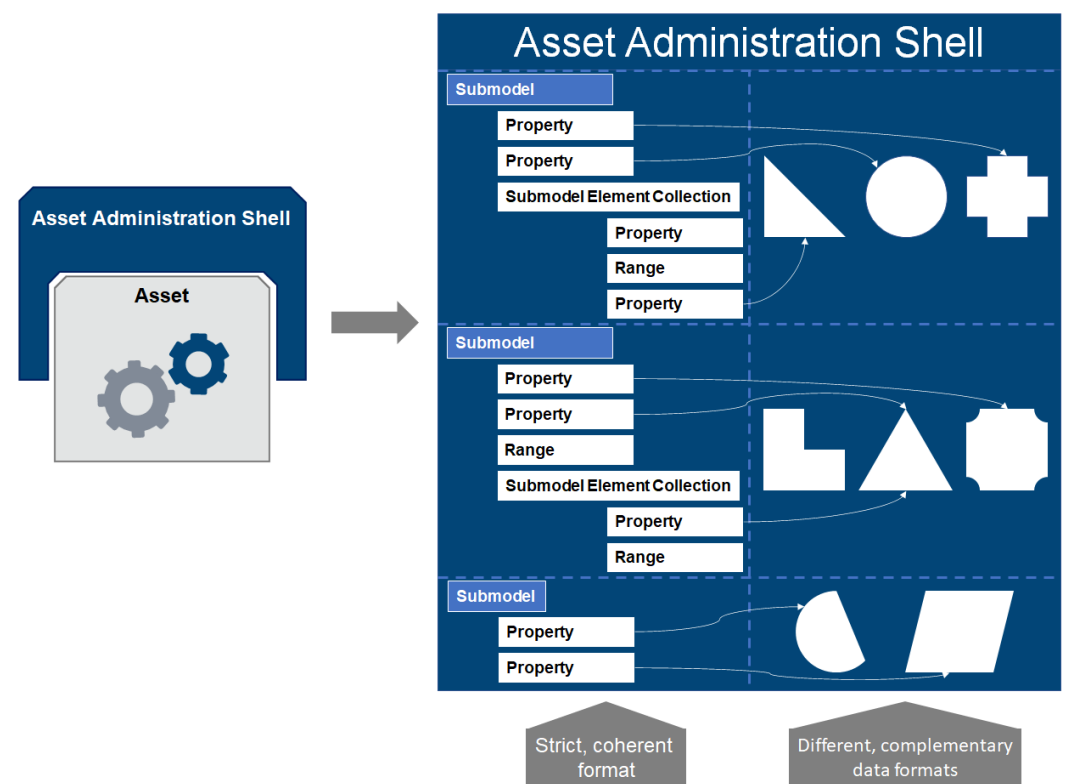 Asset Administration Shell
Asset
Asset Administration Shell
Submodel
Property
Property
Submodel Element Collection
Property
Range
Property
Submodel
Property
Property
Range
Submodel Element Collection
Property
Range
Submodel
Property
Property
Strict, coherent
format
Different, complementary
data formats